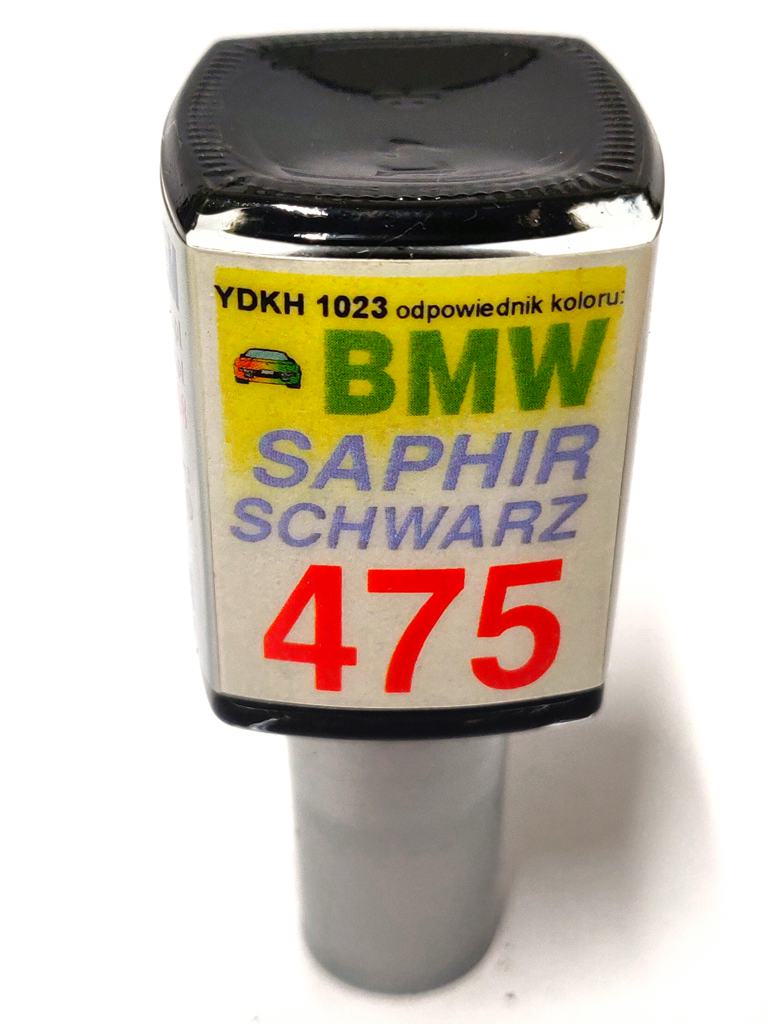 YDKH 1023 odpowiednik koloru:
BMW
SAPHIR
SCHWARZ
475